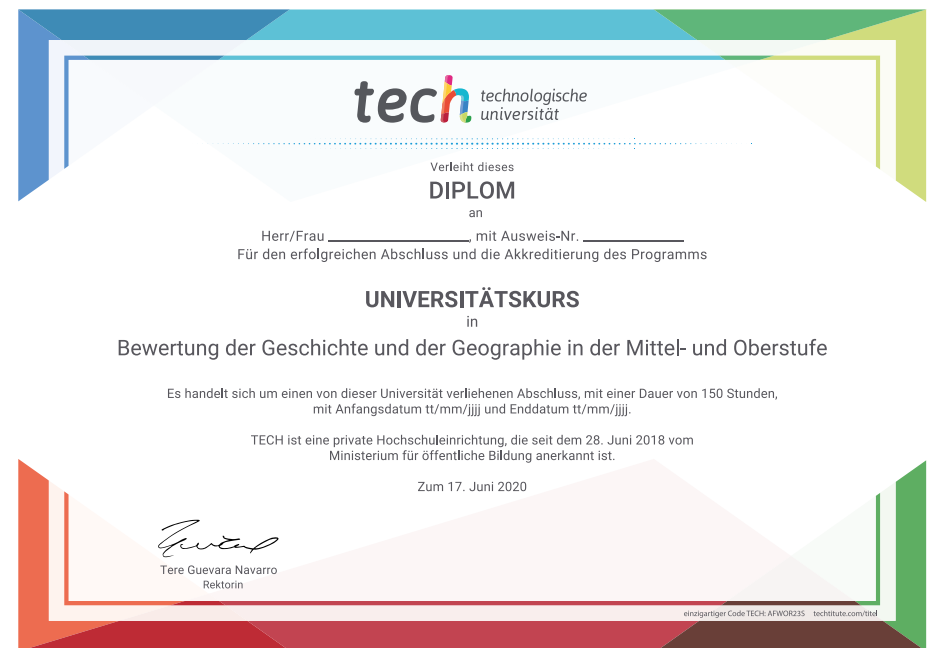 tech technologische
universität
Verleiht dieses
DIPLOM
an
Herr/Frau ____________, mit Ausweis-Nr. ____________
Für den erfolgreichen Abschluss und die Akkreditierung des Programms
UNIVERSITÄTSKURS
in
Bewertung der Geschichte und der Geographie in der Mittel- und Oberstufe
Es handelt sich um einen von dieser Universität verliehenen Abschluss, mit einer Dauer von 150 Stunden,
mit Anfangsdatum tt/mm/jjjj und Enddatum tt/mm/jjjj.
TECH ist eine private Hochschuleinrichtung, die seit dem 28. Juni 2018 vom
Ministerium für öffentliche Bildung anerkannt ist.
Zum 17. Juni 2020
Tere Guevara Navarro
Rektorin
einzigartiger Code TECH: AFWOR23S techtitute.com/titel